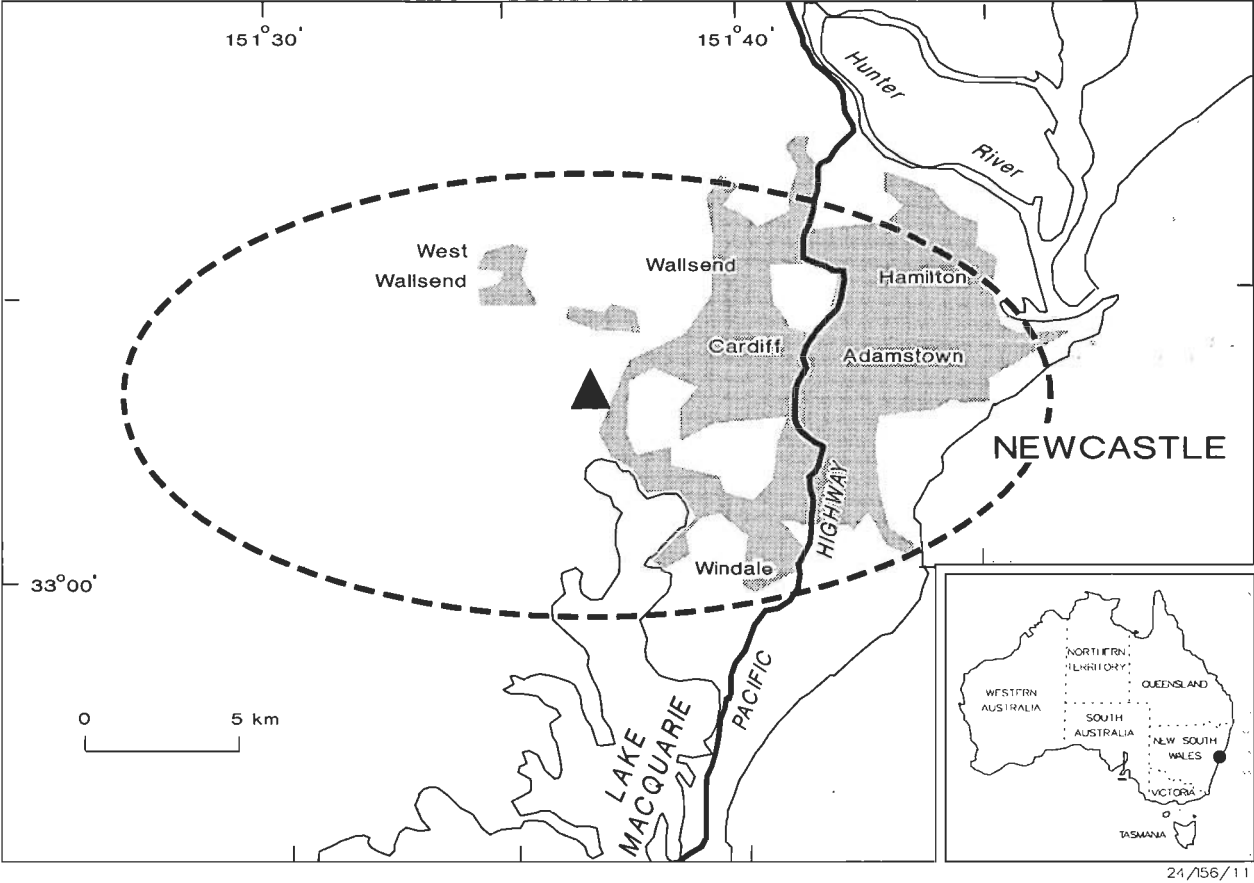 151°30'
151°40'
Hunter
River
West
Wallsend
Wallsend
Hamilton
Cardiff
Adamstown
NEWCASTLE
HIGHWAY
Windale
33°00'
PACIFIC
0 5 km
LAKE
MACQUARIE
NORTHERN
TERRITORY
QUEENSLAND
WESTERN
AUSTRALIA
SOUTH
AUSTRALIA
NEW SOUTH
WALES
VICTORIA
TASMANIA
24/156/11